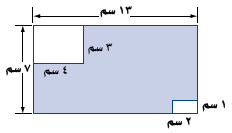 ١٣ سم
٣ سم
٤ سم
٧ سم
١ سم
٢ سم